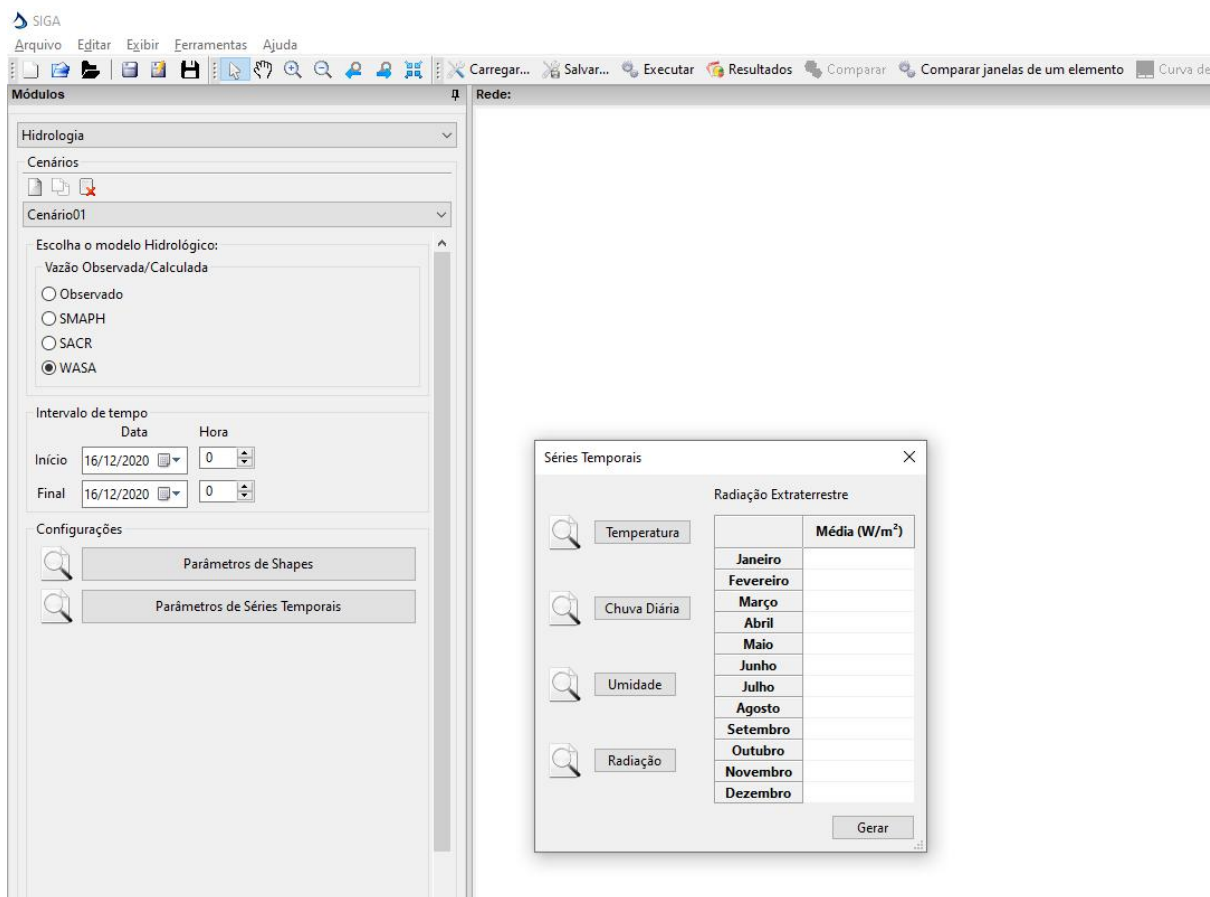 SIGA
Arquivo Editar Exibir Ferramentas Ajuda
Carregar... Salvar... Executar Resultados Comparar Comparar janelas de um elemento Curva de
Módulos
Rede:
Hidrologia
Cenários
Cenário01
Escolha o modelo Hidrológico:
Vazão Observada/Calculada
Observado
SMAPH
SACR
WASA
Intervalo de tempo
Data Hora
Início 16/12/2020 0
Final 16/12/2020 0
Configurações
Parâmetros de Shapes
Parâmetros de Séries Temporais
Séries Temporais
Radiação Extraterrestre
Temperatura
Chuva Diária
Umidade
Radiação
Média (W/m²)
Janeiro
Fevereiro
Março
Abril
Maio
Junho
Julho
Agosto
Setembro
Outubro
Novembro
Dezembro
Gerar